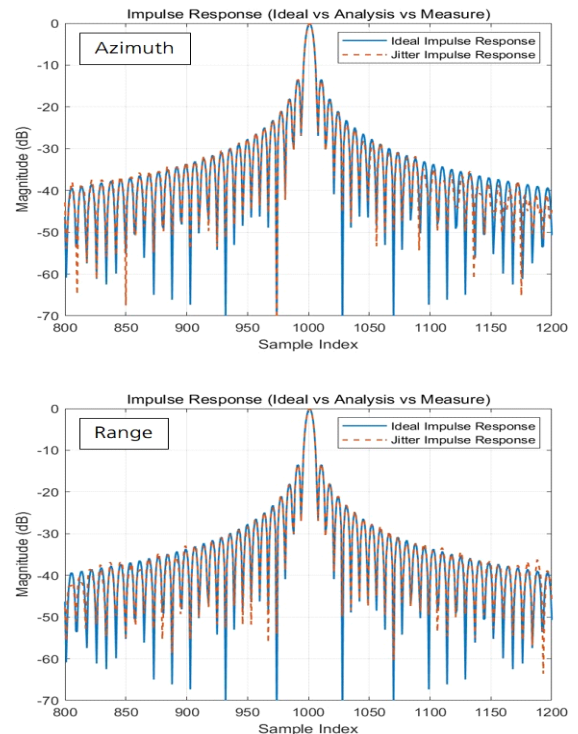 Impulse Response (Ideal vs Analysis vs Measure)
Azimuth
Ideal Impulse Response
Jitter Impulse Response
Magnitude (dB)
0
-10
-20
-30
-40
-50
-60
-70
800 850 900 950 1000 1050 1100 1150 1200
Sample Index
Impulse Response (Ideal vs Analysis vs Measure)
Range
Ideal Impulse Response
Jitter Impulse Response
Magnitude (dB)
0
-10
-20
-30
-40
-50
-60
-70
800 850 900 950 1000 1050 1100 1150 1200
Sample Index